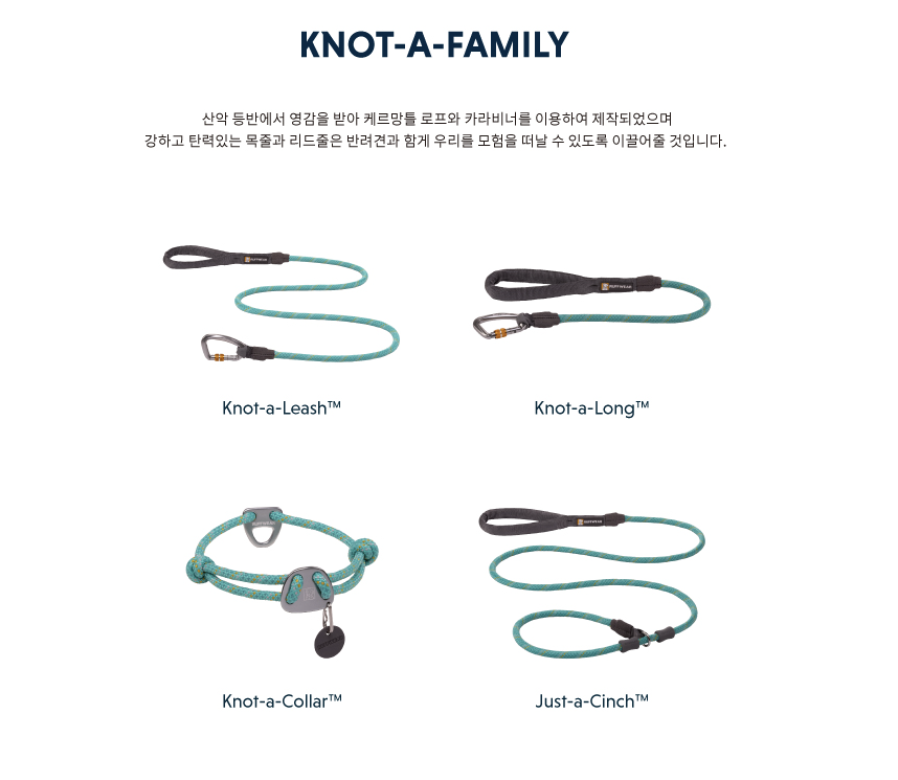 KNOT-A-FAMILY
산악 등반에서 영감을 받아 케르망틀 로프와 카라비너를 이용하여 제작되었으며
강하고 탄력있는 목줄과 리드줄은 반려견과 함게 우리를 모험을 떠날 수 있도록 이끌어줄 것입니다.
Knot-a-Leash™
Knot-a-Long™
Knot-a-Collar™
Just-a-Cinch™